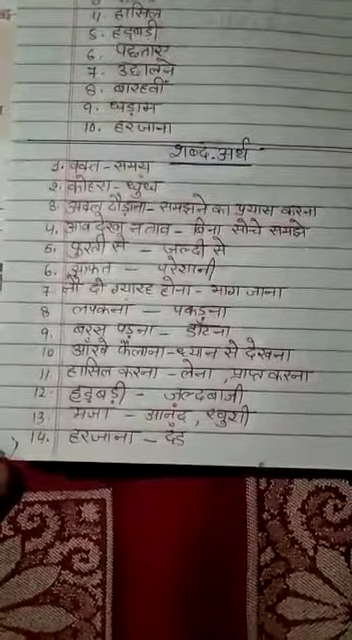 11. हासिल
5. हड़बड़ी
6. पछताए
7. उछालने
8. बारहवीं
9. धड़ाम
10. हरजाना
शब्द-अर्थ
1. वक्त - समय
2. कोहरा - धुंध
3. अक्ल दौड़ाना - समझने का प्रयास करना
4. आव देखा न ताव - बिना सोचे समझे
5. फुरती से - जल्दी से
6. आफत - परेशानी
7 नौ दो ग्यारह होना - भाग जाना
8 लपकना - पकड़ना
9. बरस पड़ना - डाँटना
10 आँखे फैलाना - ध्यान से देखना
11. हासिल करना - लेना, प्राप्त करना
12. हड़बड़ी - जल्दबाजी
13. मजा - आनंद, खुशी
14. हरजाना - दंड